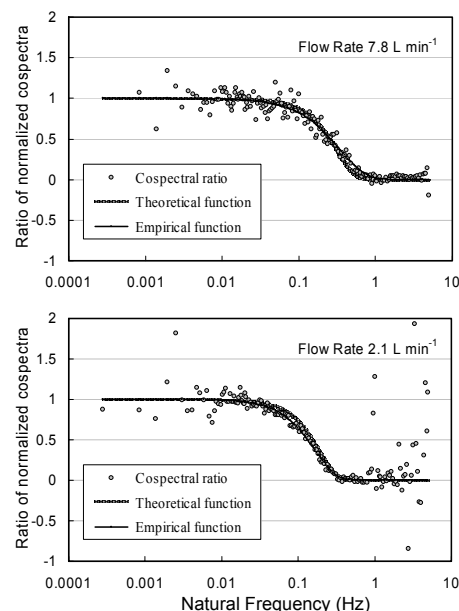 Flow Rate 7.8 L min⁻¹
Ratio of normalized cospectra
2
1.5
1
0.5
0
-0.5
-1
Cospectral ratio
Theoretical function
Empirical function
0.0001 0.001 0.01 0.1 1 10
Flow Rate 2.1 L min⁻¹
Ratio of normalized cospectra
2
1.5
1
0.5
0
-0.5
-1
Cospectral ratio
Theoretical function
Empirical function
0.0001 0.001 0.01 0.1 1 10
Natural Frequency (Hz)